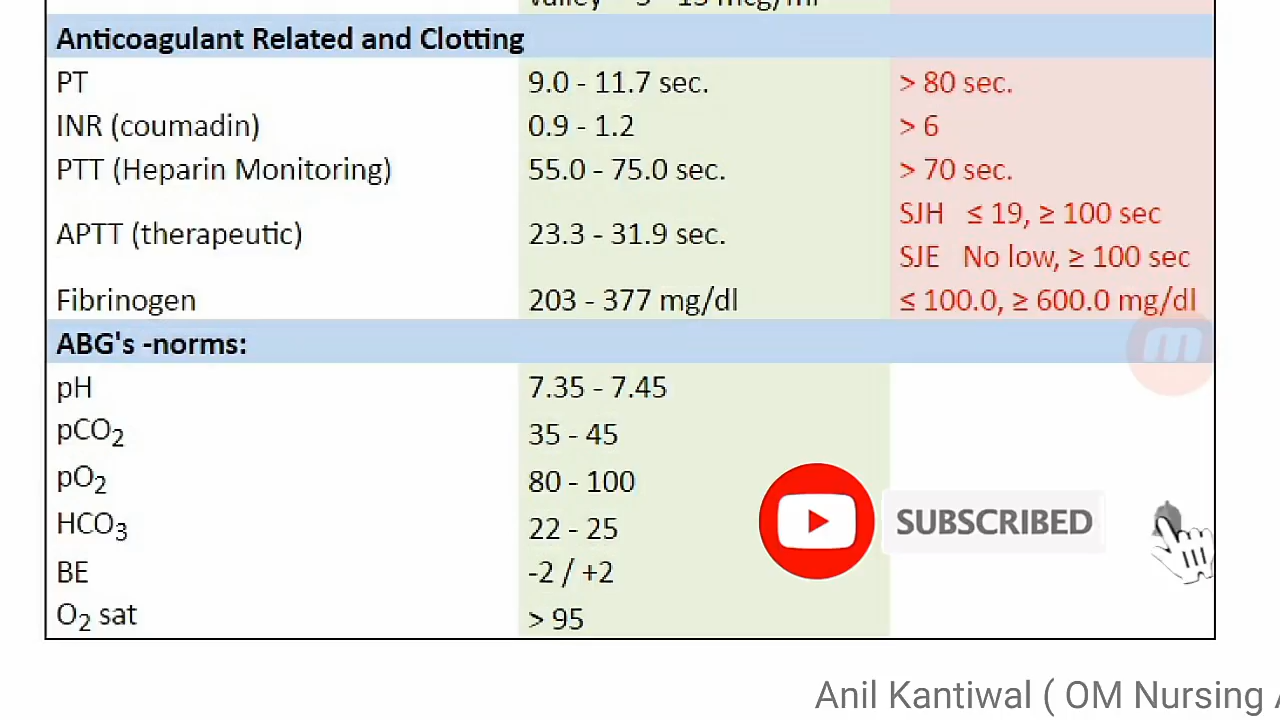 Anticoagulant Related and Clotting
PT 9.0 - 11.7 sec. > 80 sec.
INR (coumadin) 0.9 - 1.2 > 6
PTT (Heparin Monitoring) 55.0 - 75.0 sec. > 70 sec.
SJH ≤ 19, ≥ 100 sec
APTT (therapeutic) 23.3 - 31.9 sec.
SJE No low, ≥ 100 sec
Fibrinogen 203 - 377 mg/dl ≤ 100.0, ≥ 600.0 mg/dl
ABG's -norms:
pH 7.35 - 7.45
pCO₂ 35 - 45
pO₂ 80 - 100
HCO₃ 22 - 25
SUBSCRIBED
BE -2 / +2
O₂ sat > 95
Anil Kantiwal ( OM Nursing